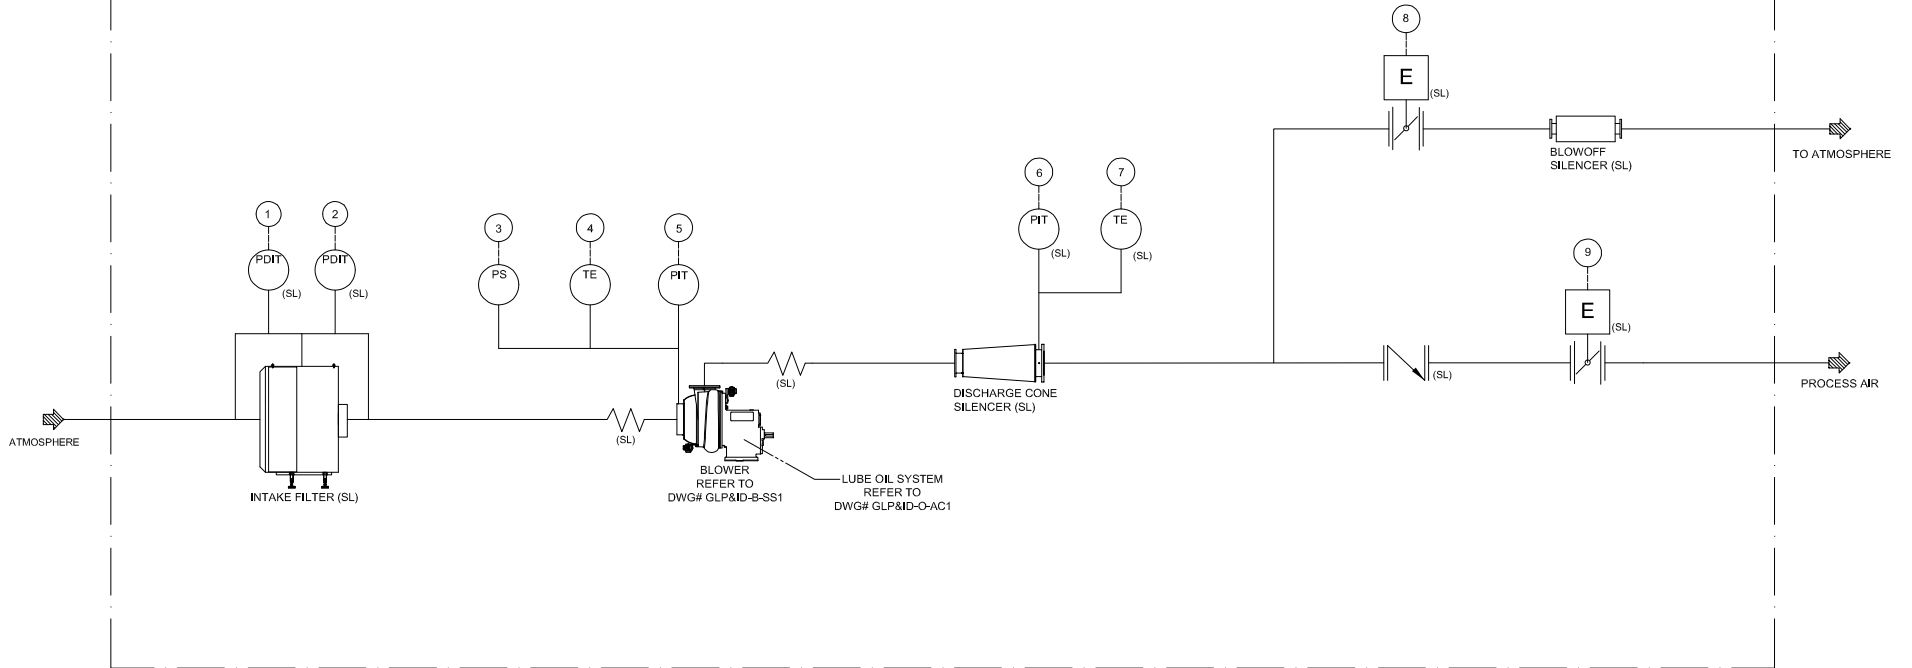 8
E
(SL)
BLOWOFF
SILENCER (SL)
TO ATMOSPHERE
6
7
PIT
TE
(SL)
(SL)
1
2
3
4
5
PDIT
PDIT
PS
TE
PIT
(SL)
(SL)
9
E
(SL)
(SL)
(SL)
DISCHARGE CONE
SILENCER (SL)
PROCESS AIR
ATMOSPHERE
(SL)
INTAKE FILTER (SL)
BLOWER
REFER TO
DWG# GLP&ID-B-SS1
LUBE OIL SYSTEM
REFER TO
DWG# GLP&ID-O-AC1